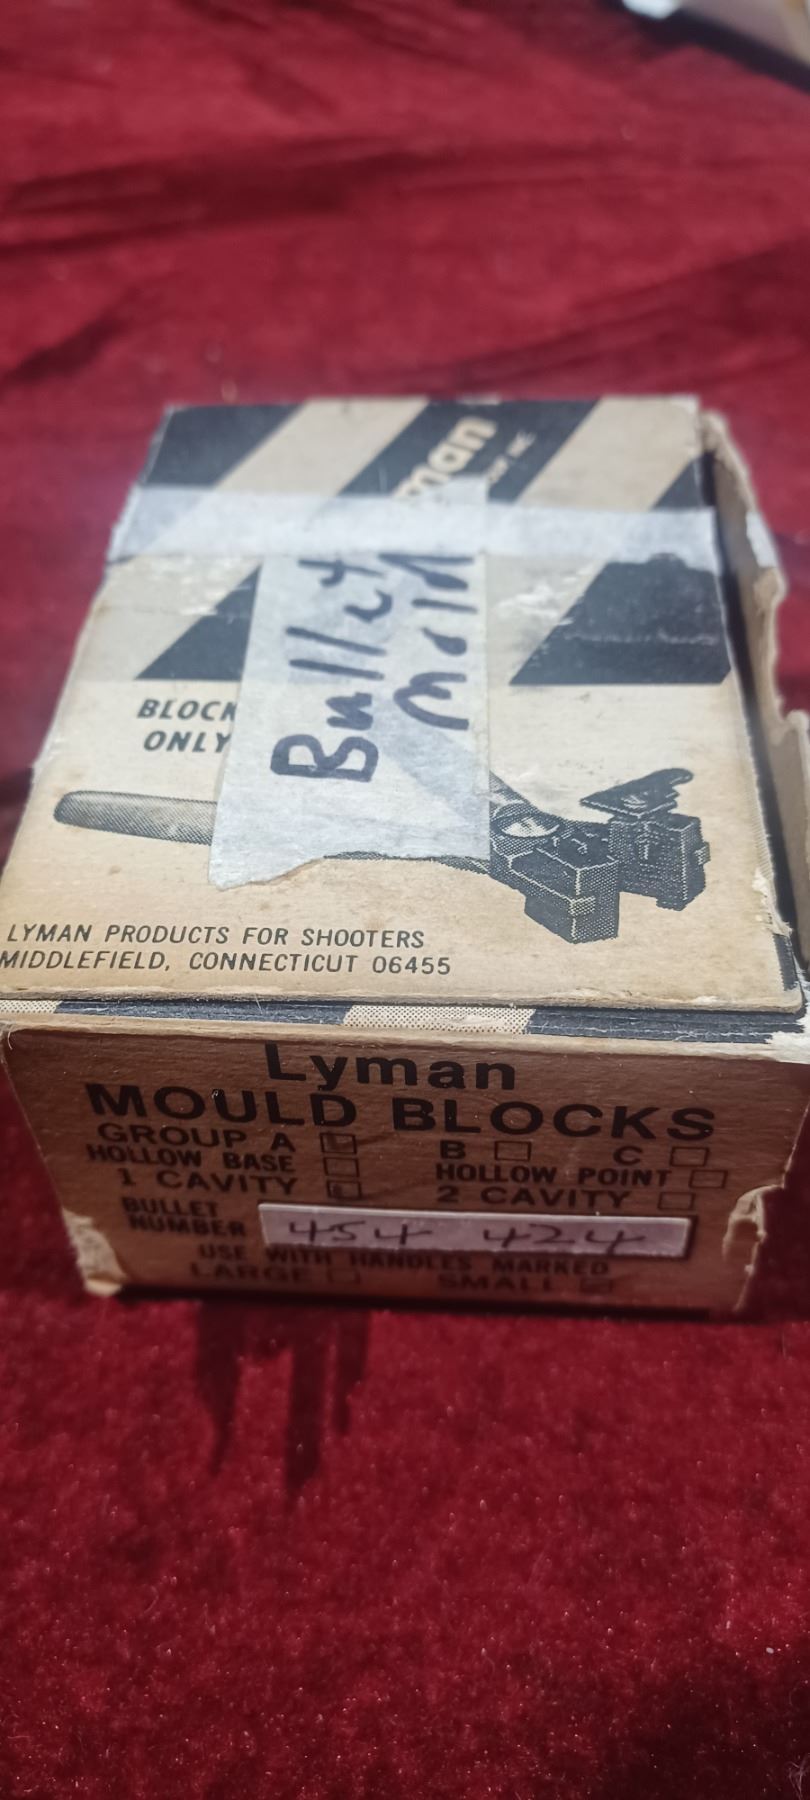 man
Bullet
Mold
BLOCK
ONLY
LYMAN PRODUCTS FOR SHOOTERS
MIDDLEFIELD, CONNECTICUT 06455
Lyman
MOULD BLOCKS
GROUP A B C
HOLLOW BASE HOLLOW POINT
1 CAVITY 2 CAVITY
BULLET
NUMBER 454 424
USE WITH HANDLES MARKED
LARGE SMALL